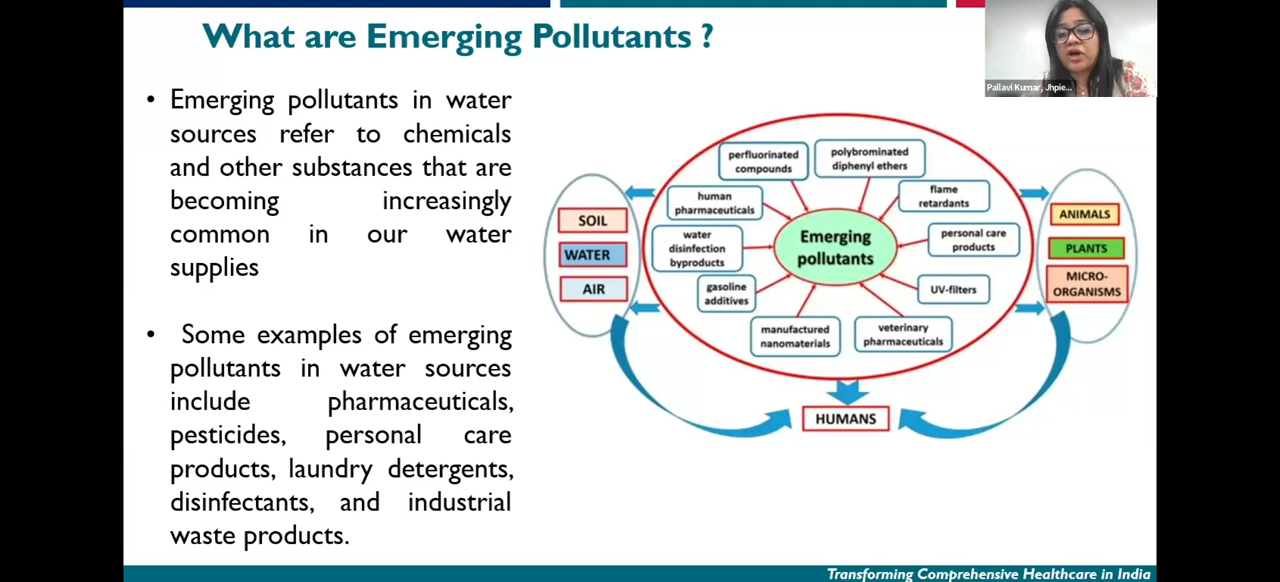 What are Emerging Pollutants ?
Pallavi Kumar, Jhpie...
• Emerging pollutants in water
sources refer to chemicals
and other substances that are
becoming increasingly
common in our water
supplies
• Some examples of emerging
pollutants in water sources
include pharmaceuticals,
pesticides, personal care
products, laundry detergents,
disinfectants, and industrial
waste products.
SOIL
WATER
AIR
perfluorinated
compounds
polybrominated
diphenyl ethers
human
pharmaceuticals
flame
retardants
water
disinfection
byproducts
Emerging
pollutants
personal care
products
gasoline
additives
UV-filters
manufactured
nanomaterials
veterinary
pharmaceuticals
ANIMALS
PLANTS
MICRO-
ORGANISMS
HUMANS
Transforming Comprehensive Healthcare in India